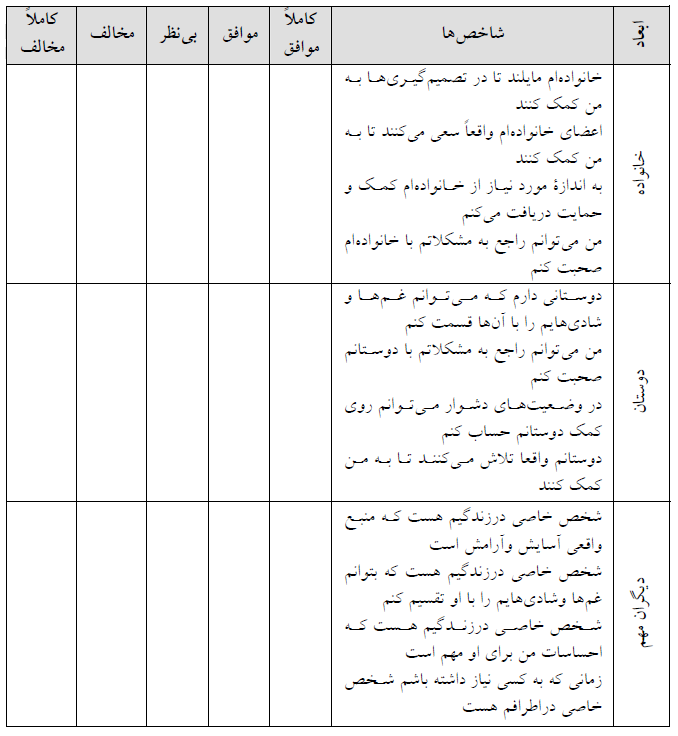 ابعاد شاخص‌ها کاملاً موافق موافق بی‌نظر مخالف کاملاً مخالف
خانواده
خانواده‌ام مایلند تا در تصمیم‌گیری‌ها به
من کمک کنند
اعضای خانواده‌ام واقعاً سعی می‌کنند تا به
من کمک کنند
به اندازهٔ مورد نیاز از خانواده‌ام کمک و
حمایت دریافت می‌کنم
من می‌توانم راجع به مشکلاتم با خانواده‌ام
صحبت کنم
دوستان
دوستانی دارم که می‌توانم غم‌ها و
شادی‌هایم را با آن‌ها قسمت کنم
من می‌توانم راجع به مشکلاتم با دوستانم
صحبت کنم
در وضعیت‌های دشوار می‌توانم روی
کمک دوستانم حساب کنم
دوستانم واقعا تلاش می‌کنند تا به من
کمک کنند
دیگران مهم
شخص خاصی درزندگیم هست که منبع
واقعی آسایش وآرامش است
شخص خاصی درزندگیم هست که بتوانم
غم‌ها وشادی‌هایم را با او تقسیم کنم
شخص خاصی درزندگیم هست که
احساسات من برای او مهم است
زمانی که به کسی نیاز داشته باشم شخص
خاصی دراطرافم هست